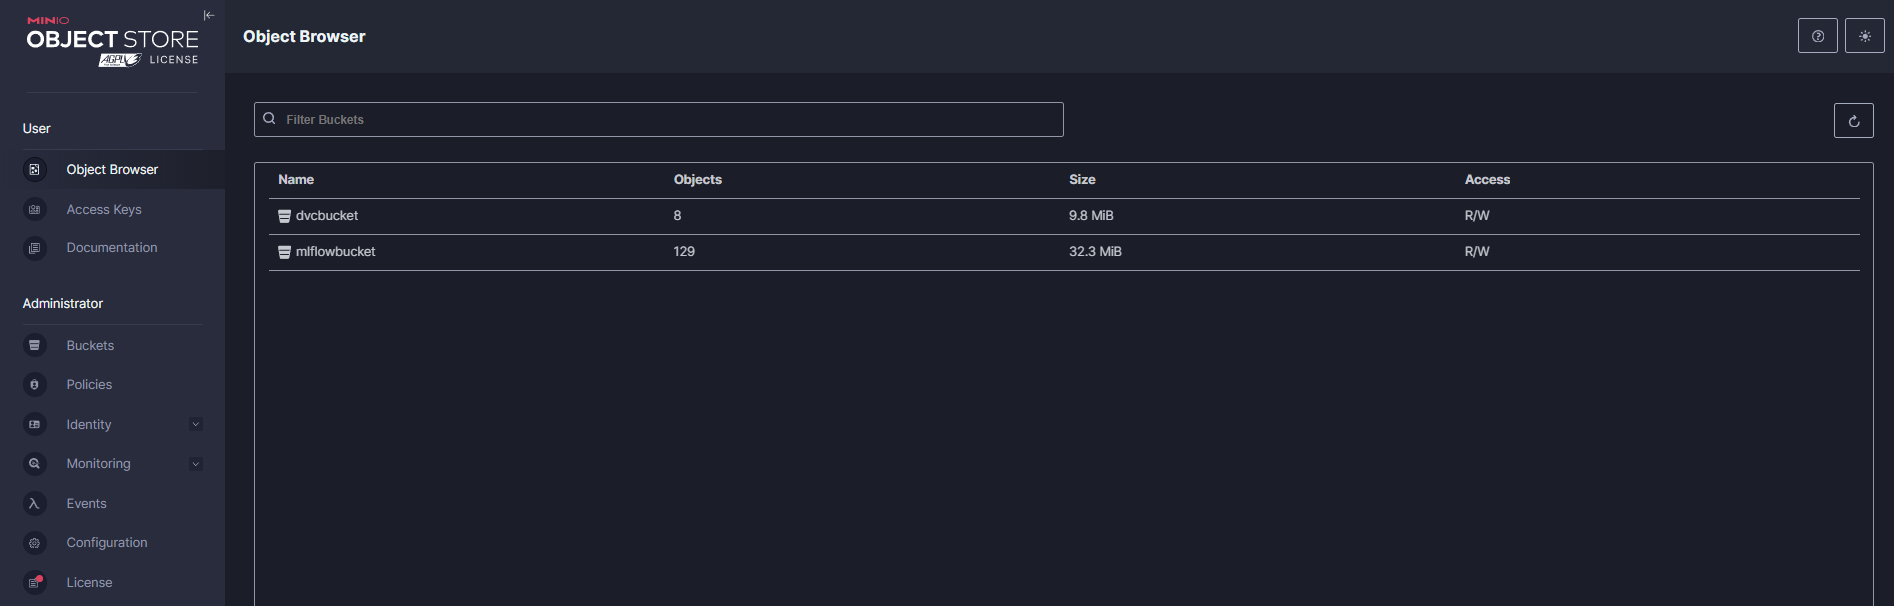 MINIO
OBJECT STORE
AGPLV3 LICENSE
Object Browser
User
Object Browser
Access Keys
Documentation
Administrator
Buckets
Policies
Identity
Monitoring
Events
Configuration
License
Filter Buckets
Name Objects Size Access
dvcbucket 8 9.8 MiB R/W
mlflowbucket 129 32.3 MiB R/W